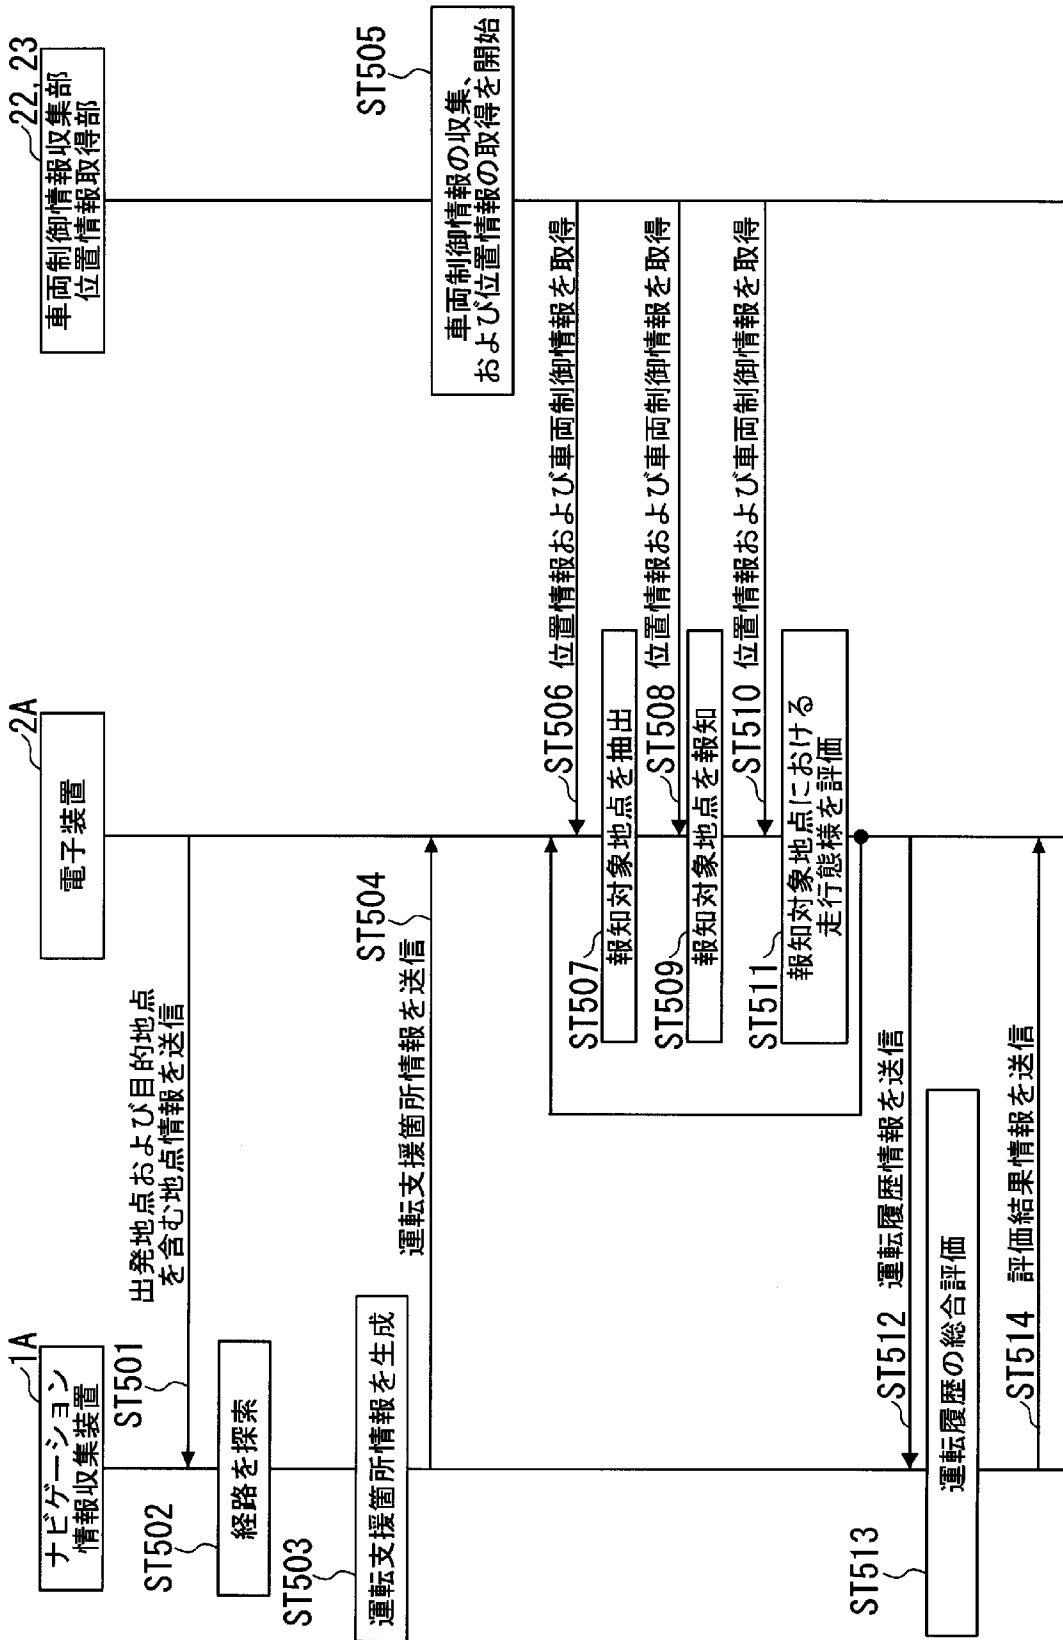 ナビゲーション
情報収集装置
1A
電子装置
2A
車両制御情報収集部
位置情報取得部
22, 23
ST501
出発地点および目的地点
を含む地点情報を送信
ST502
経路を探索
ST503
運転支援箇所情報を生成
運転支援箇所情報を送信
ST504
ST505
車両制御情報の収集、
および位置情報の取得を開始
ST506 位置情報および車両制御情報を取得
ST507
報知対象地点を抽出
ST508 位置情報および車両制御情報を取得
ST509
報知対象地点を報知
ST510 位置情報および車両制御情報を取得
ST511
報知対象地点における
走行態様を評価
ST512 運転履歴情報を送信
ST513
運転履歴の総合評価
ST514 評価結果情報を送信